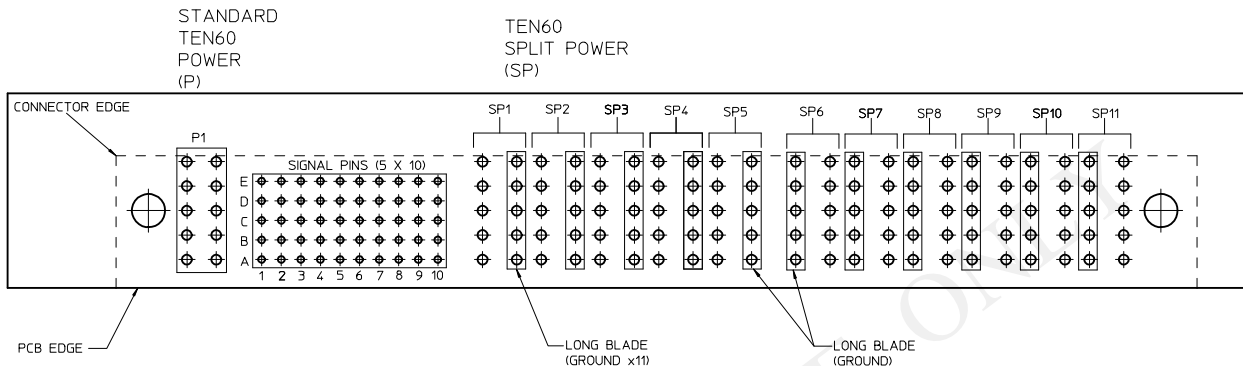 STANDARD
TEN60
POWER
(P)
TEN60
SPLIT POWER
(SP)
CONNECTOR EDGE
P1
SP1 SP2 SP3 SP4 SP5 SP6 SP7 SP8 SP9 SP10 SP11
SIGNAL PINS (5 X 10)
E
D
C
B
A
1 2 3 4 5 6 7 8 9 10
PCB EDGE
LONG BLADE
(GROUND x11)
LONG BLADE
(GROUND)
ONLY